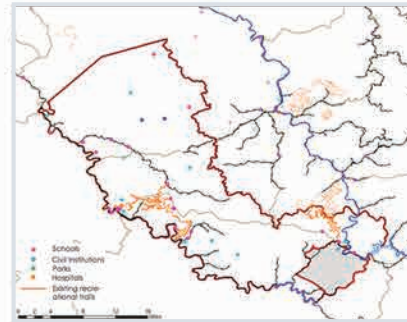 Schools
Civil Institutions
Parks
Hospitals
Existing recre-
ational trails